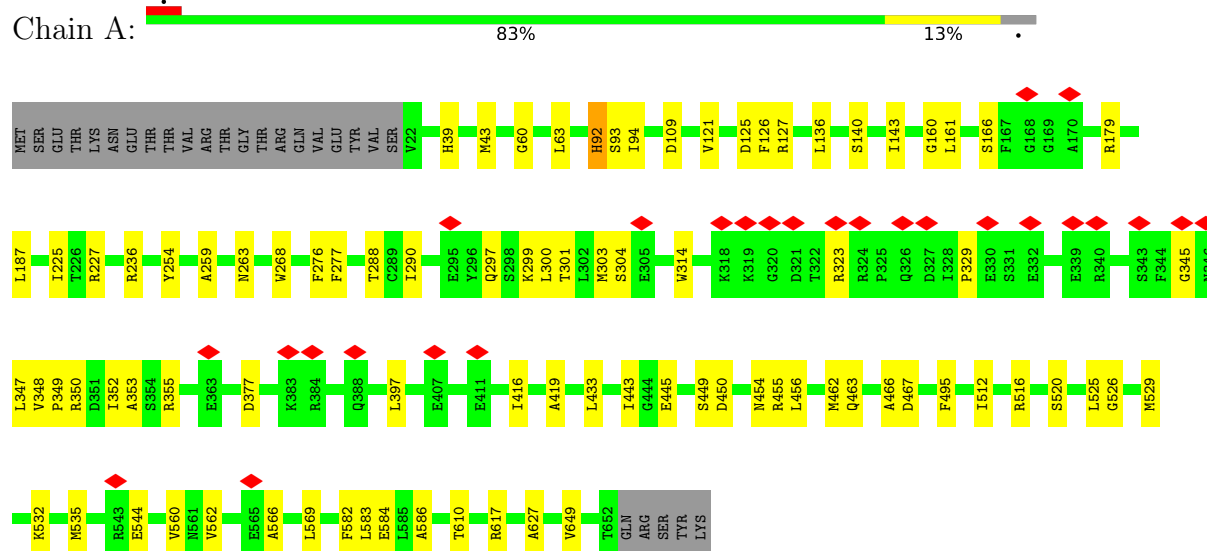 Chain A:
83% 13%
MET SER GLU THR LYS ASN GLU THR THR VAL ARG THR GLY THR ARG GLN VAL GLU TYR VAL SER V22 H39 M43 G60 L63 H92 S93 I94 D109 V121 D125 F126 R127 L136 S140 I143 G160 L161 S166 F167 G168 G169 A170 R179
L187 I225 T226 R227 R236 Y254 A259 N263 W268 F276 F277 T288 C289 I290 E295 Y296 Q297 S298 K299 L300 T301 L302 M303 S304 E305 W314 K318 K319 G320 D321 T322 R323 R324 P325 Q326 D327 I328 P329 E330 S331 E332 E339 R340 S343 F344 G345
L347 V348 P349 R350 D351 I352 A353 S354 R355 E363 D377 K383 R384 Q388 L397 E407 E411 I416 A419 L433 I443 G444 E445 S449 D450 N454 R455 L456 M462 Q463 A466 D467 F495 I512 R516 S520 L525 G526 M529
K532 M535 R543 E544 V560 N561 V562 E565 A566 L569 F582 L583 E584 L585 A586 T610 R617 A627 V649 T652 GLN ARG SER TYR LYS